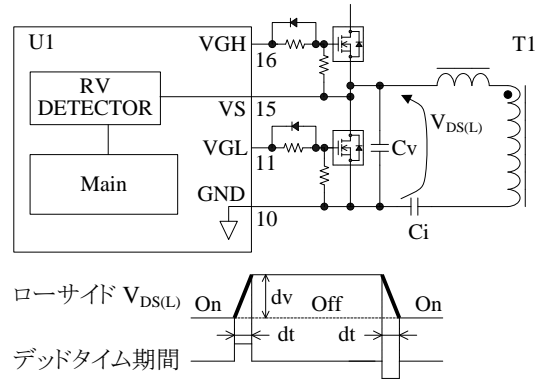 U1
T1
VGH
16
RV
DETECTOR
VS
15
VDS(L)
VGL
11
Cv
Main
GND
10
Ci
ローサイド VDS(L)
On
dv
Off
On
dt
dt
デッドタイム期間